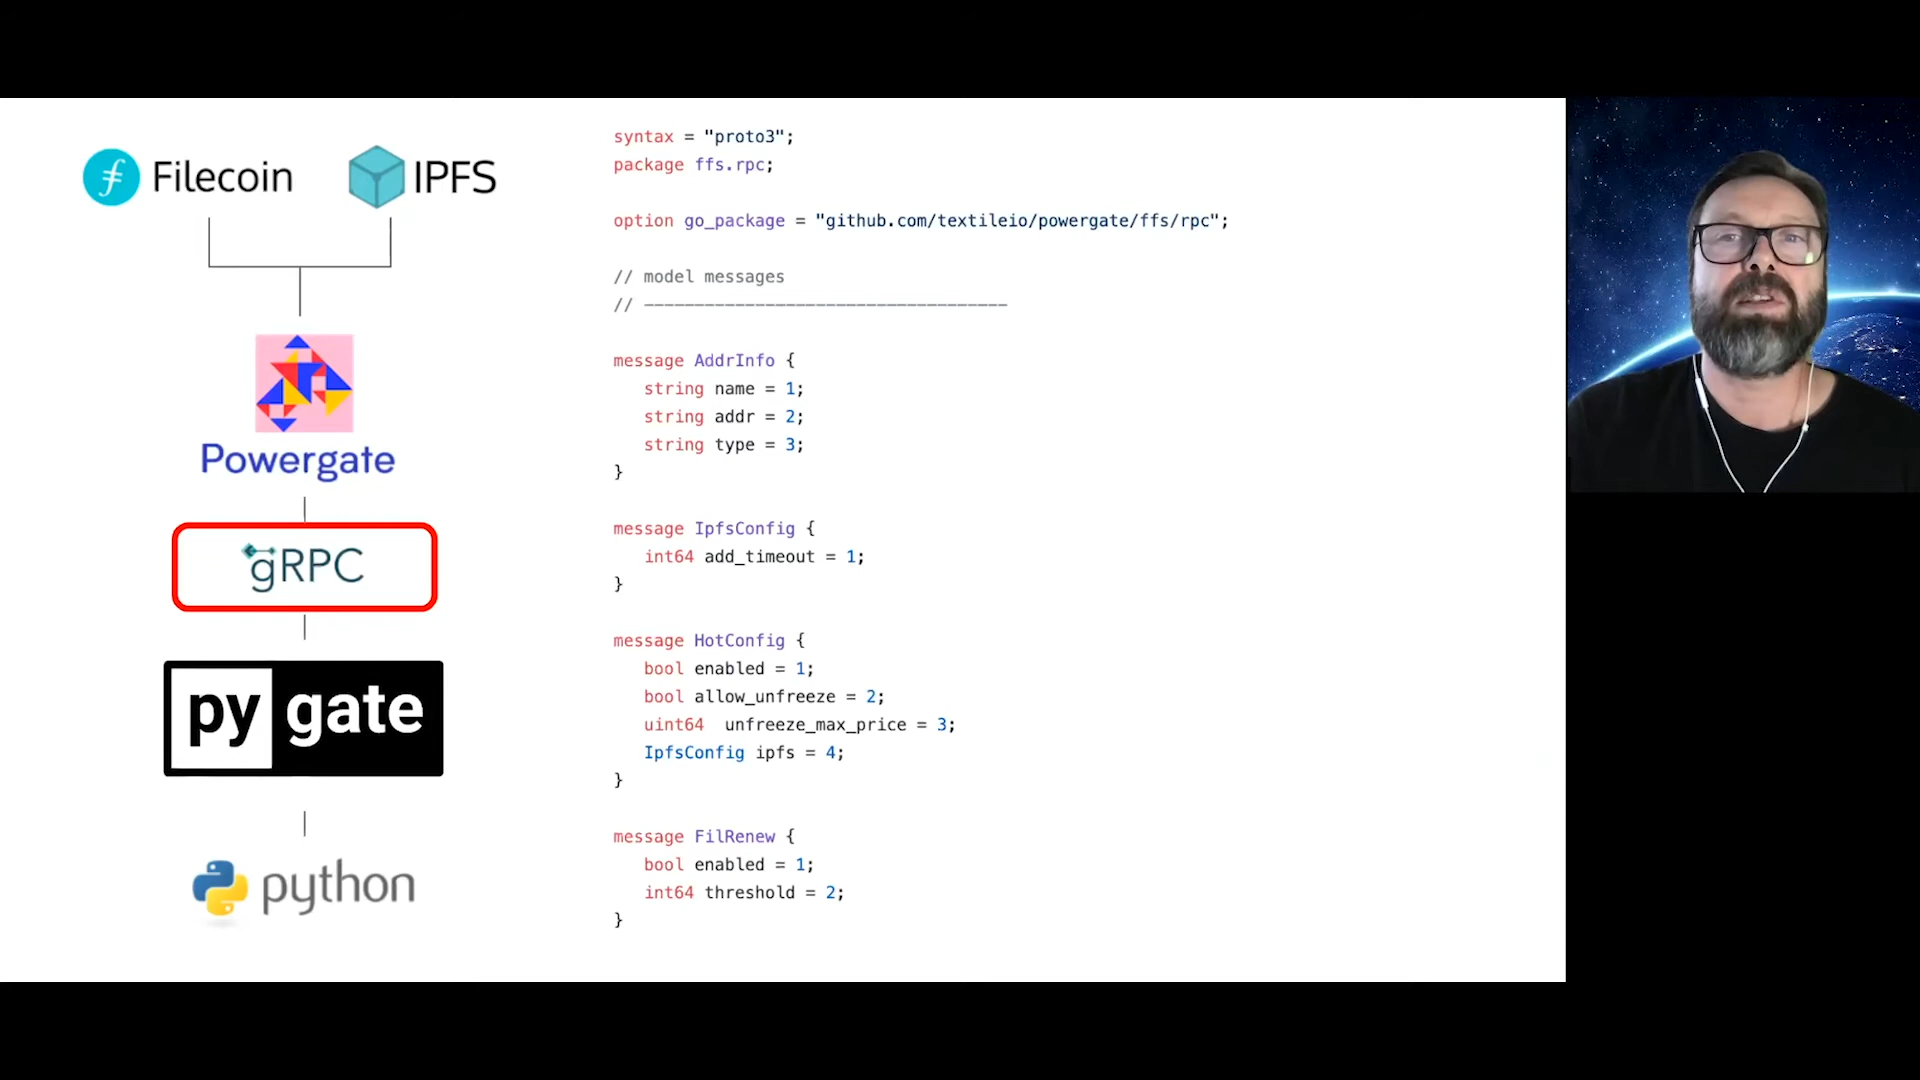 Filecoin
IPFS
Powergate
gRPC
py gate
python
syntax = "proto3";
package ffs.rpc;
option go_package = "github.com/textileio/powergate/ffs/rpc";
// model messages
// ------------------------------------
message AddrInfo {
string name = 1;
string addr = 2;
string type = 3;
}
message IpfsConfig {
int64 add_timeout = 1;
}
message HotConfig {
bool enabled = 1;
bool allow_unfreeze = 2;
uint64  unfreeze_max_price = 3;
IpfsConfig ipfs = 4;
}
message FilRenew {
bool enabled = 1;
int64 threshold = 2;
}